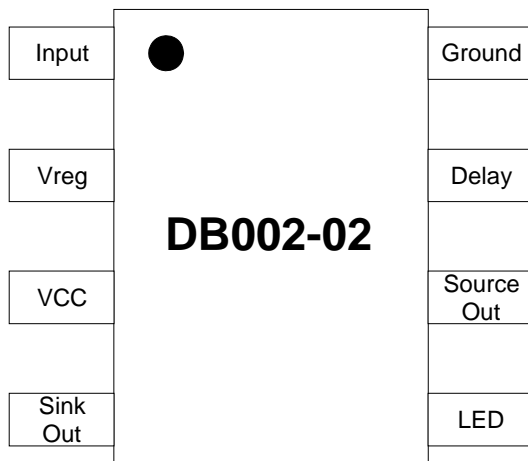 Input
Ground
Vreg
Delay
DB002-02
VCC
Source
Out
Sink
Out
LED